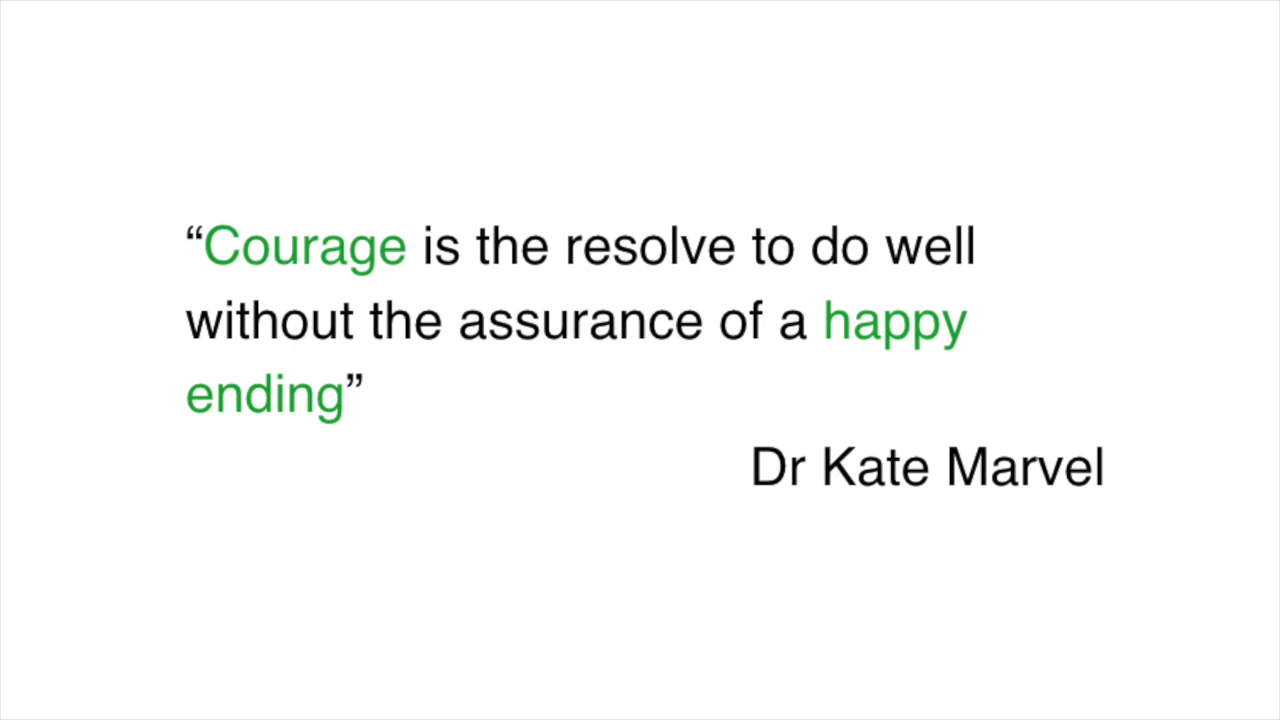 “Courage is the resolve to do well
without the assurance of a happy
ending”
Dr Kate Marvel